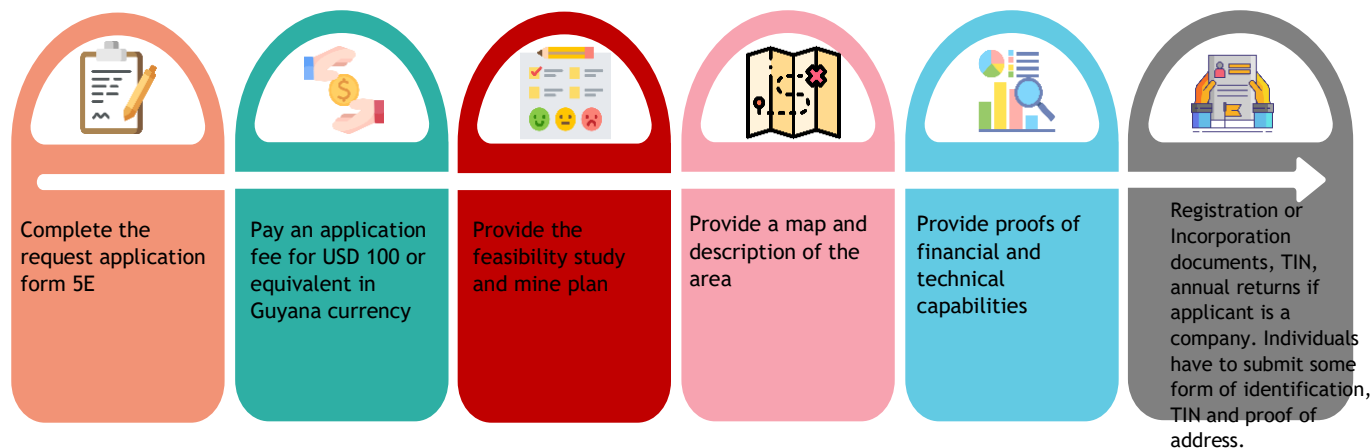 Complete the
request application
form 5E
Pay an application
fee for USD 100 or
equivalent in
Guyana currency
Provide the
feasibility study
and mine plan
Provide a map and
description of the
area
Provide proofs of
financial and
technical
capabilities
Registration or
Incorporation
documents, TIN,
annual returns if
applicant is a
company. Individuals
have to submit some
form of identification,
TIN and proof of
address.